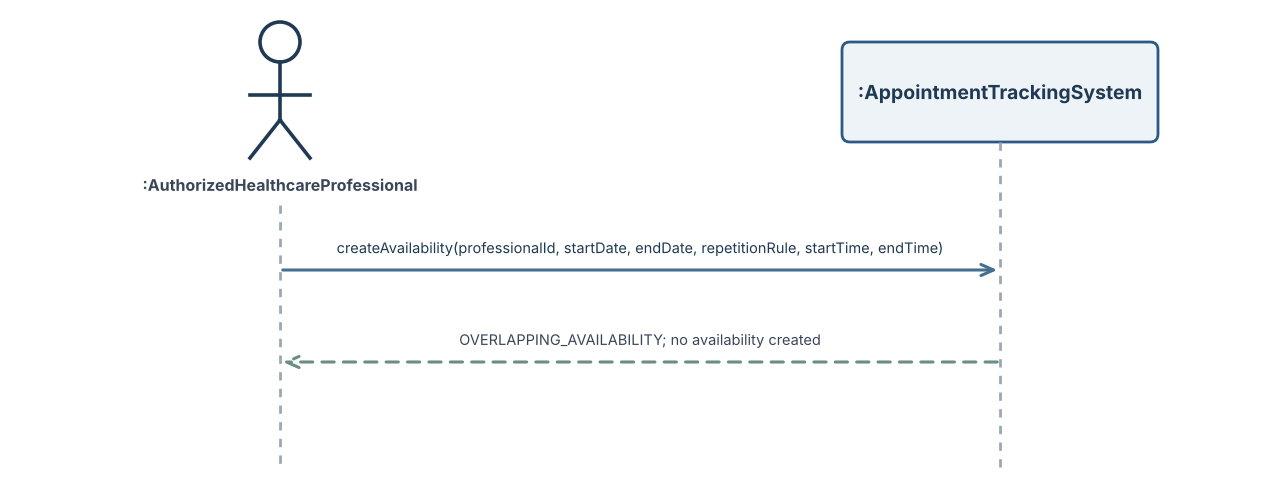 :AppointmentTrackingSystem
:AuthorizedHealthcareProfessional
createAvailability(professionalId, startDate, endDate, repetitionRule, startTime, endTime)
OVERLAPPING_AVAILABILITY; no availability created